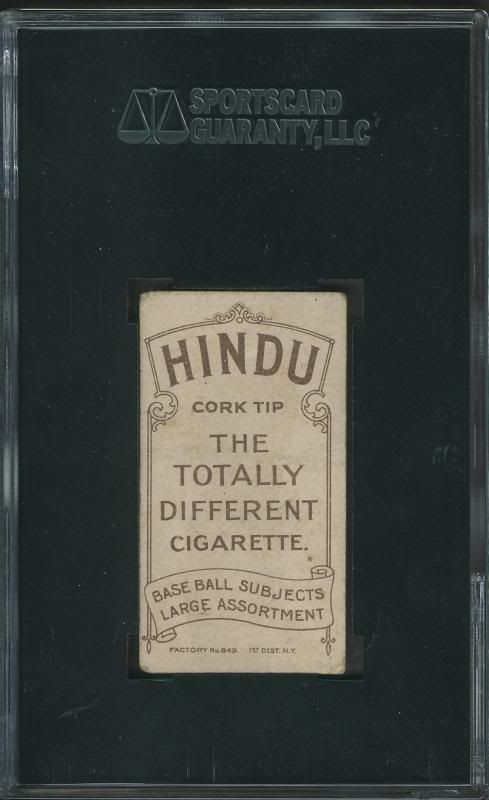 SPORTSCARD
GUARANTY, LLC
HINDU
CORK TIP
THE
TOTALLY
DIFFERENT
CIGARETTE.
BASE BALL SUBJECTS
LARGE ASSORTMENT
FACTORY No. 649. 1ST DIST. N.Y.